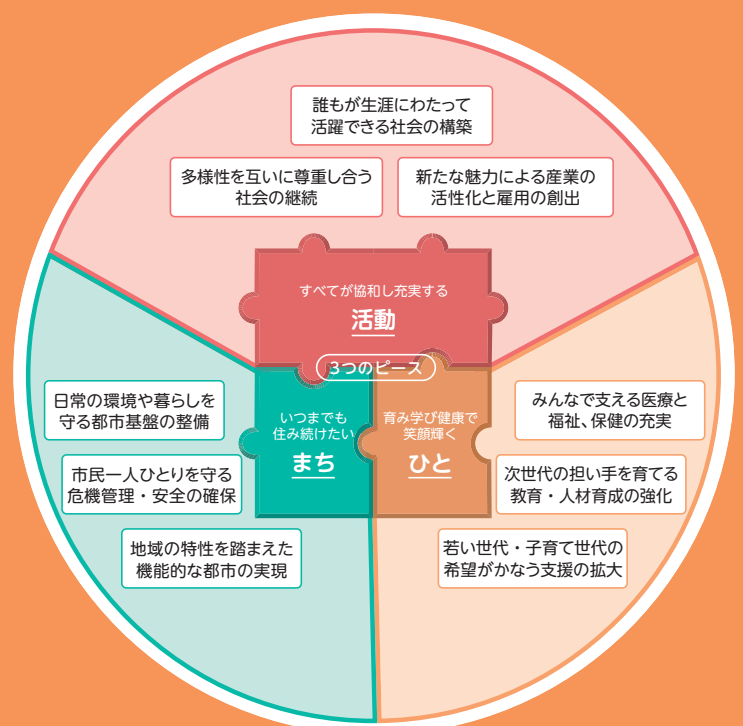 誰もが生涯にわたって
活躍できる社会の構築
多様性を互いに尊重し合う
社会の継続
新たな魅力による産業の
活性化と雇用の創出
すべてが協和し充実する
活動
3つのピース
いつまでも
住み続けたい
まち
育み学び健康で
笑顔輝く
ひと
日常の環境や暮らしを
守る都市基盤の整備
市民一人ひとりを守る
危機管理・安全の確保
地域の特性を踏まえた
機能的な都市の実現
みんなで支える医療と
福祉、保健の充実
次世代の担い手を育てる
教育・人材育成の強化
若い世代・子育て世代の
希望がかなう支援の拡大